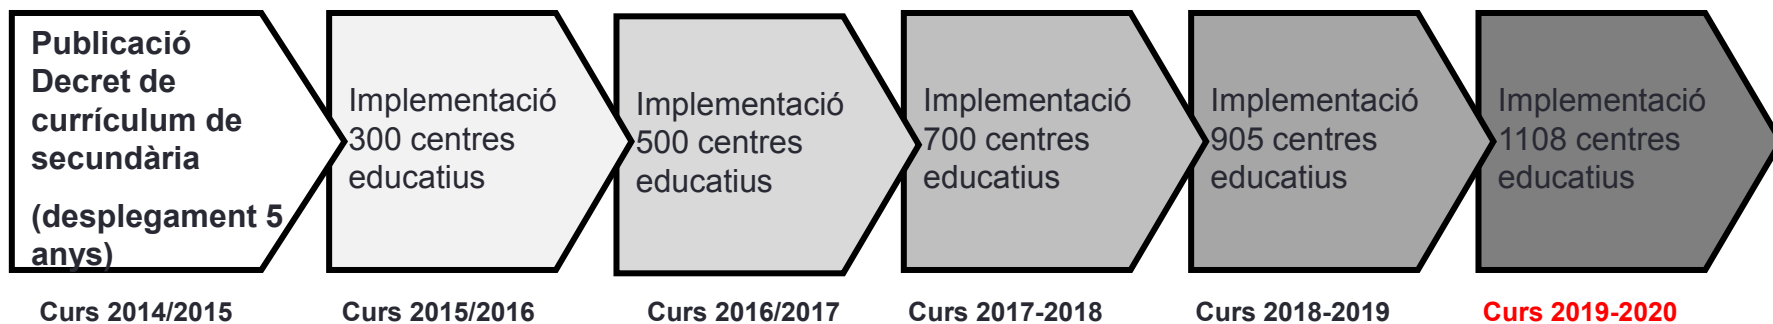 Publicació
Decret de
currículum de
secundària
(desplegament 5
anys)
Implementació
300 centres
educatius
Implementació
500 centres
educatius
Implementació
700 centres
educatius
Implementació
905 centres
educatius
Implementació
1108 centres
educatius
Curs 2014/2015
Curs 2015/2016
Curs 2016/2017
Curs 2017-2018
Curs 2018-2019
Curs 2019-2020